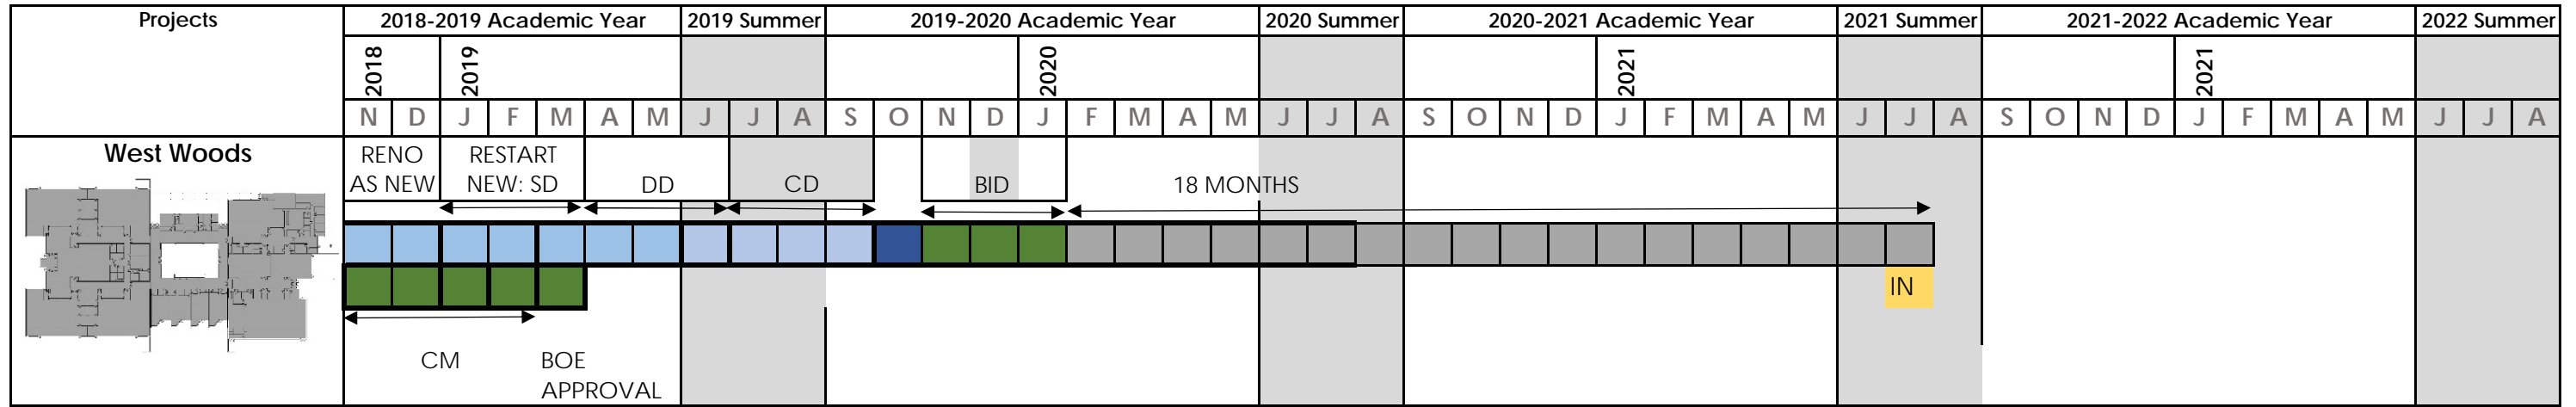 Projects 2018-2019 Academic Year 2019 Summer 2019-2020 Academic Year 2020 Summer 2020-2021 Academic Year 2021 Summer 2021-2022 Academic Year 2022 Summer
2018 2019 2020 2021 2021
N D J F M A M J J A S O N D J F M A M J J A S O N D J F M A M J J A S O N D J F M A M J J A
West Woods
RENO
AS NEW
RESTART
NEW: SD
DD
CD
BID
18 MONTHS
IN
CM
BOE
APPROVAL